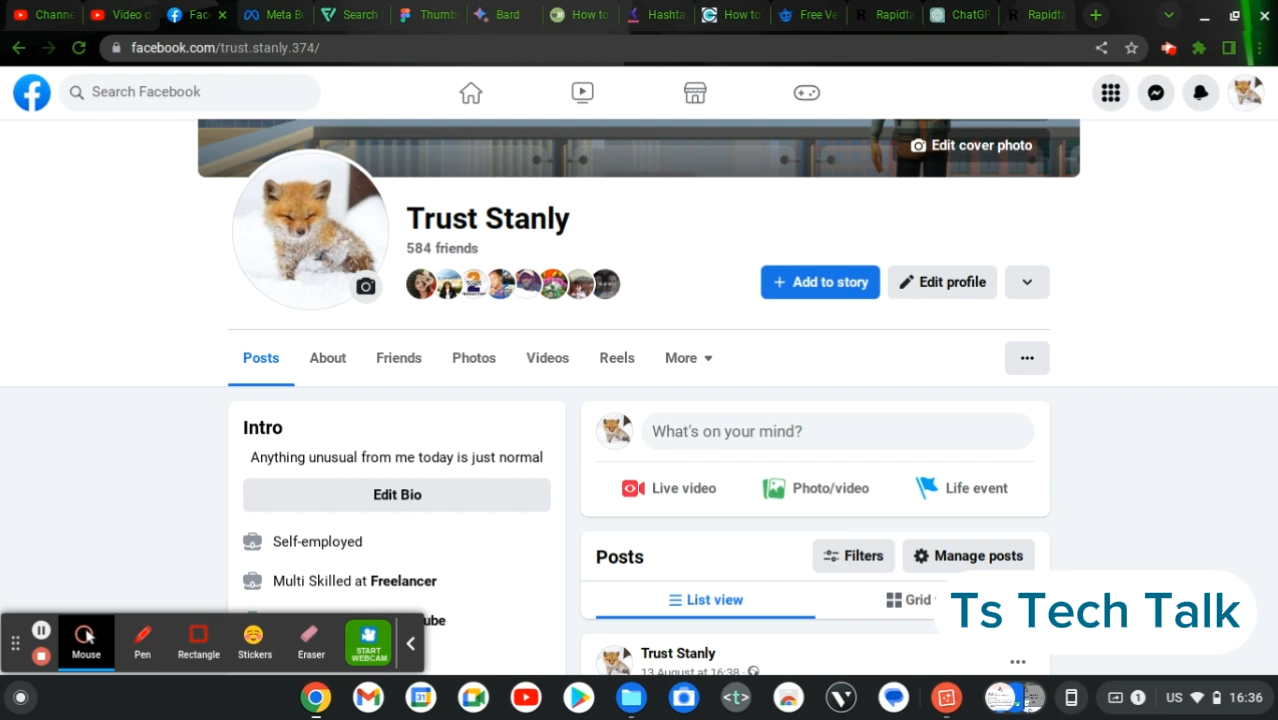 Channe
Video d
Fac
Meta B
Search
Thumb
Bard
How to
Hashta
How to
Free Ve
Rapidta
ChatGP
Rapidta
facebook.com/trust.stanly.374/
Search Facebook
Edit cover photo
Trust Stanly
584 friends
+ Add to story
Edit profile
Posts
About
Friends
Photos
Videos
Reels
More
Intro
Anything unusual from me today is just normal
Edit Bio
Self-employed
Multi Skilled at Freelancer
ube
What's on your mind?
Live video
Photo/video
Life event
Posts
Filters
Manage posts
List view
Grid
Ts Tech Talk
Trust Stanly
13 August at 16:38
Mouse
Pen
Rectangle
Stickers
Eraser
START
WEBCAM
US
16:36